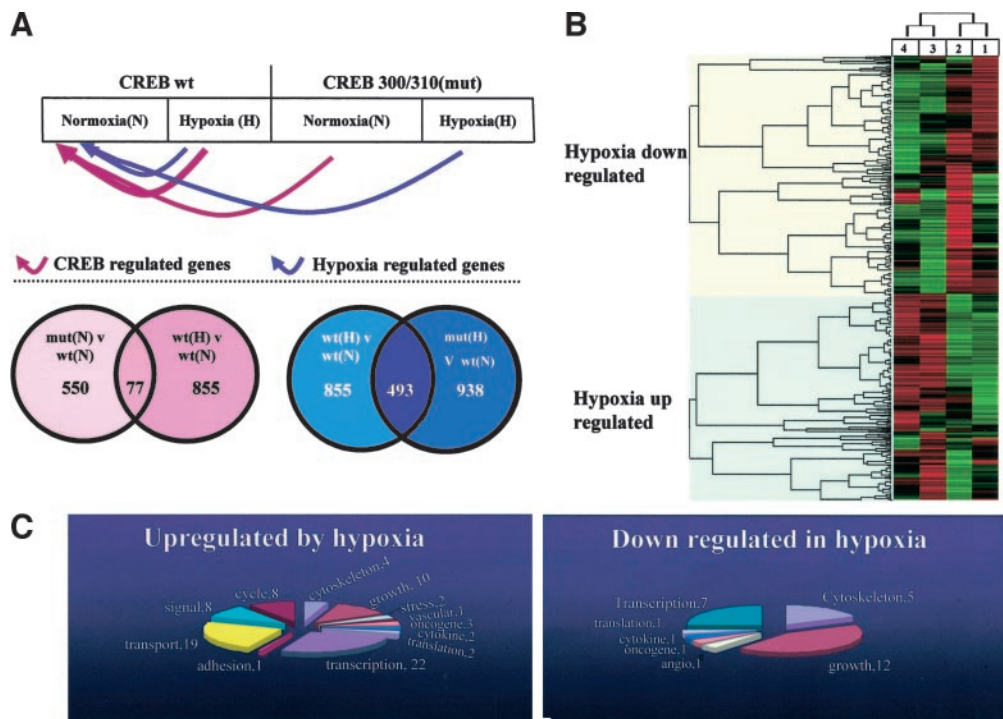 A
CREB wt
CREB 300/310(mut)
Normoxia(N)
Hypoxia (H)
Normoxia(N)
Hypoxia(H)
CREB regulated genes
Hypoxia regulated genes
mut(N) v
wt(N)
550
77
wt(H) v
wt(N)
855
wt(H) v
wt(N)
855
493
mut(H)
V wt(N)
938
B
4 3 2 1
Hypoxia down
regulated
Hypoxia up
regulated
C
Upregulated by hypoxia
cytoskeleton,4
growth, 10
stress,2
vascular,1
oncogene,3
cytokine,2
translation,2
transcription, 22
adhesion,1
transport,19
signal,8
cycle,8
Down regulated in hypoxia
Transcription,7
translation,1
cytokine,1
oncogene,1
angio,1
growth,12
Cytoskeleton,5